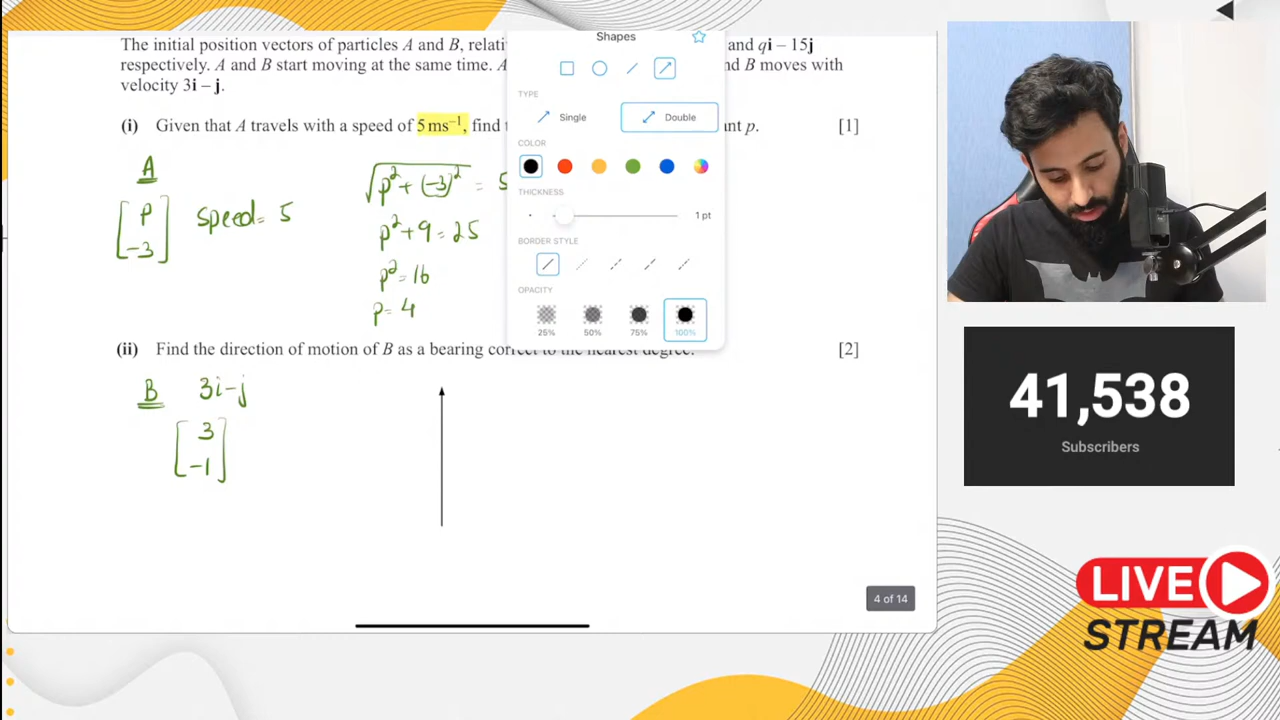 The initial position vectors of particles A and B, relati
and qi – 15j
respectively. A and B start moving at the same time. A
nd B moves with
velocity 3i – j.
(i) Given that A travels with a speed of 5 ms⁻¹, find
nt p. [1]
A
[p
-3] speed = 5
√p²+(-3)² = 5
p²+9=25
p²=16
p=4
Shapes
TYPE
Single
Double
COLOR
THICKNESS
1 pt
BORDER STYLE
OPACITY
25%
50%
75%
100%
(ii) Find the direction of motion of B as a bearing correct to the nearest degree. [2]
B 3i-j
[3
-1]
4 of 14
41,538
Subscribers
LIVE
STREAM